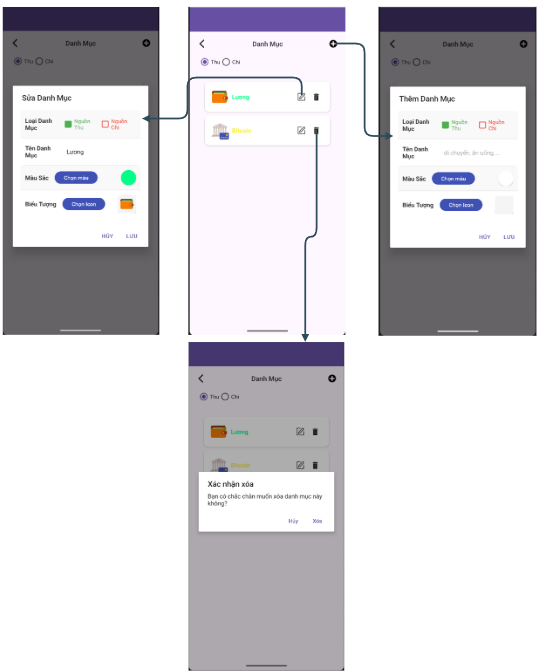 Danh Mục
Thu Chi
Sửa Danh Mục
Loại Danh Mục
Nguồn Thu
Nguồn Chi
Tên Danh Mục
Lương
Màu Sắc
Chọn màu
Biểu Tượng
Chọn Icon
HỦY LƯU
Danh Mục
Thu Chi
Lương
Bitcoin
Danh Mục
Thu Chi
Thêm Danh Mục
Loại Danh Mục
Nguồn Thu
Nguồn Chi
Tên Danh Mục
di chuyển, ăn uống ...
Màu Sắc
Chọn màu
Biểu Tượng
Chọn Icon
HỦY LƯU
Danh Mục
Thu Chi
Lương
Bitcoin
Xác nhận xóa
Bạn có chắc chắn muốn xóa danh mục này
không?
Hủy Xóa